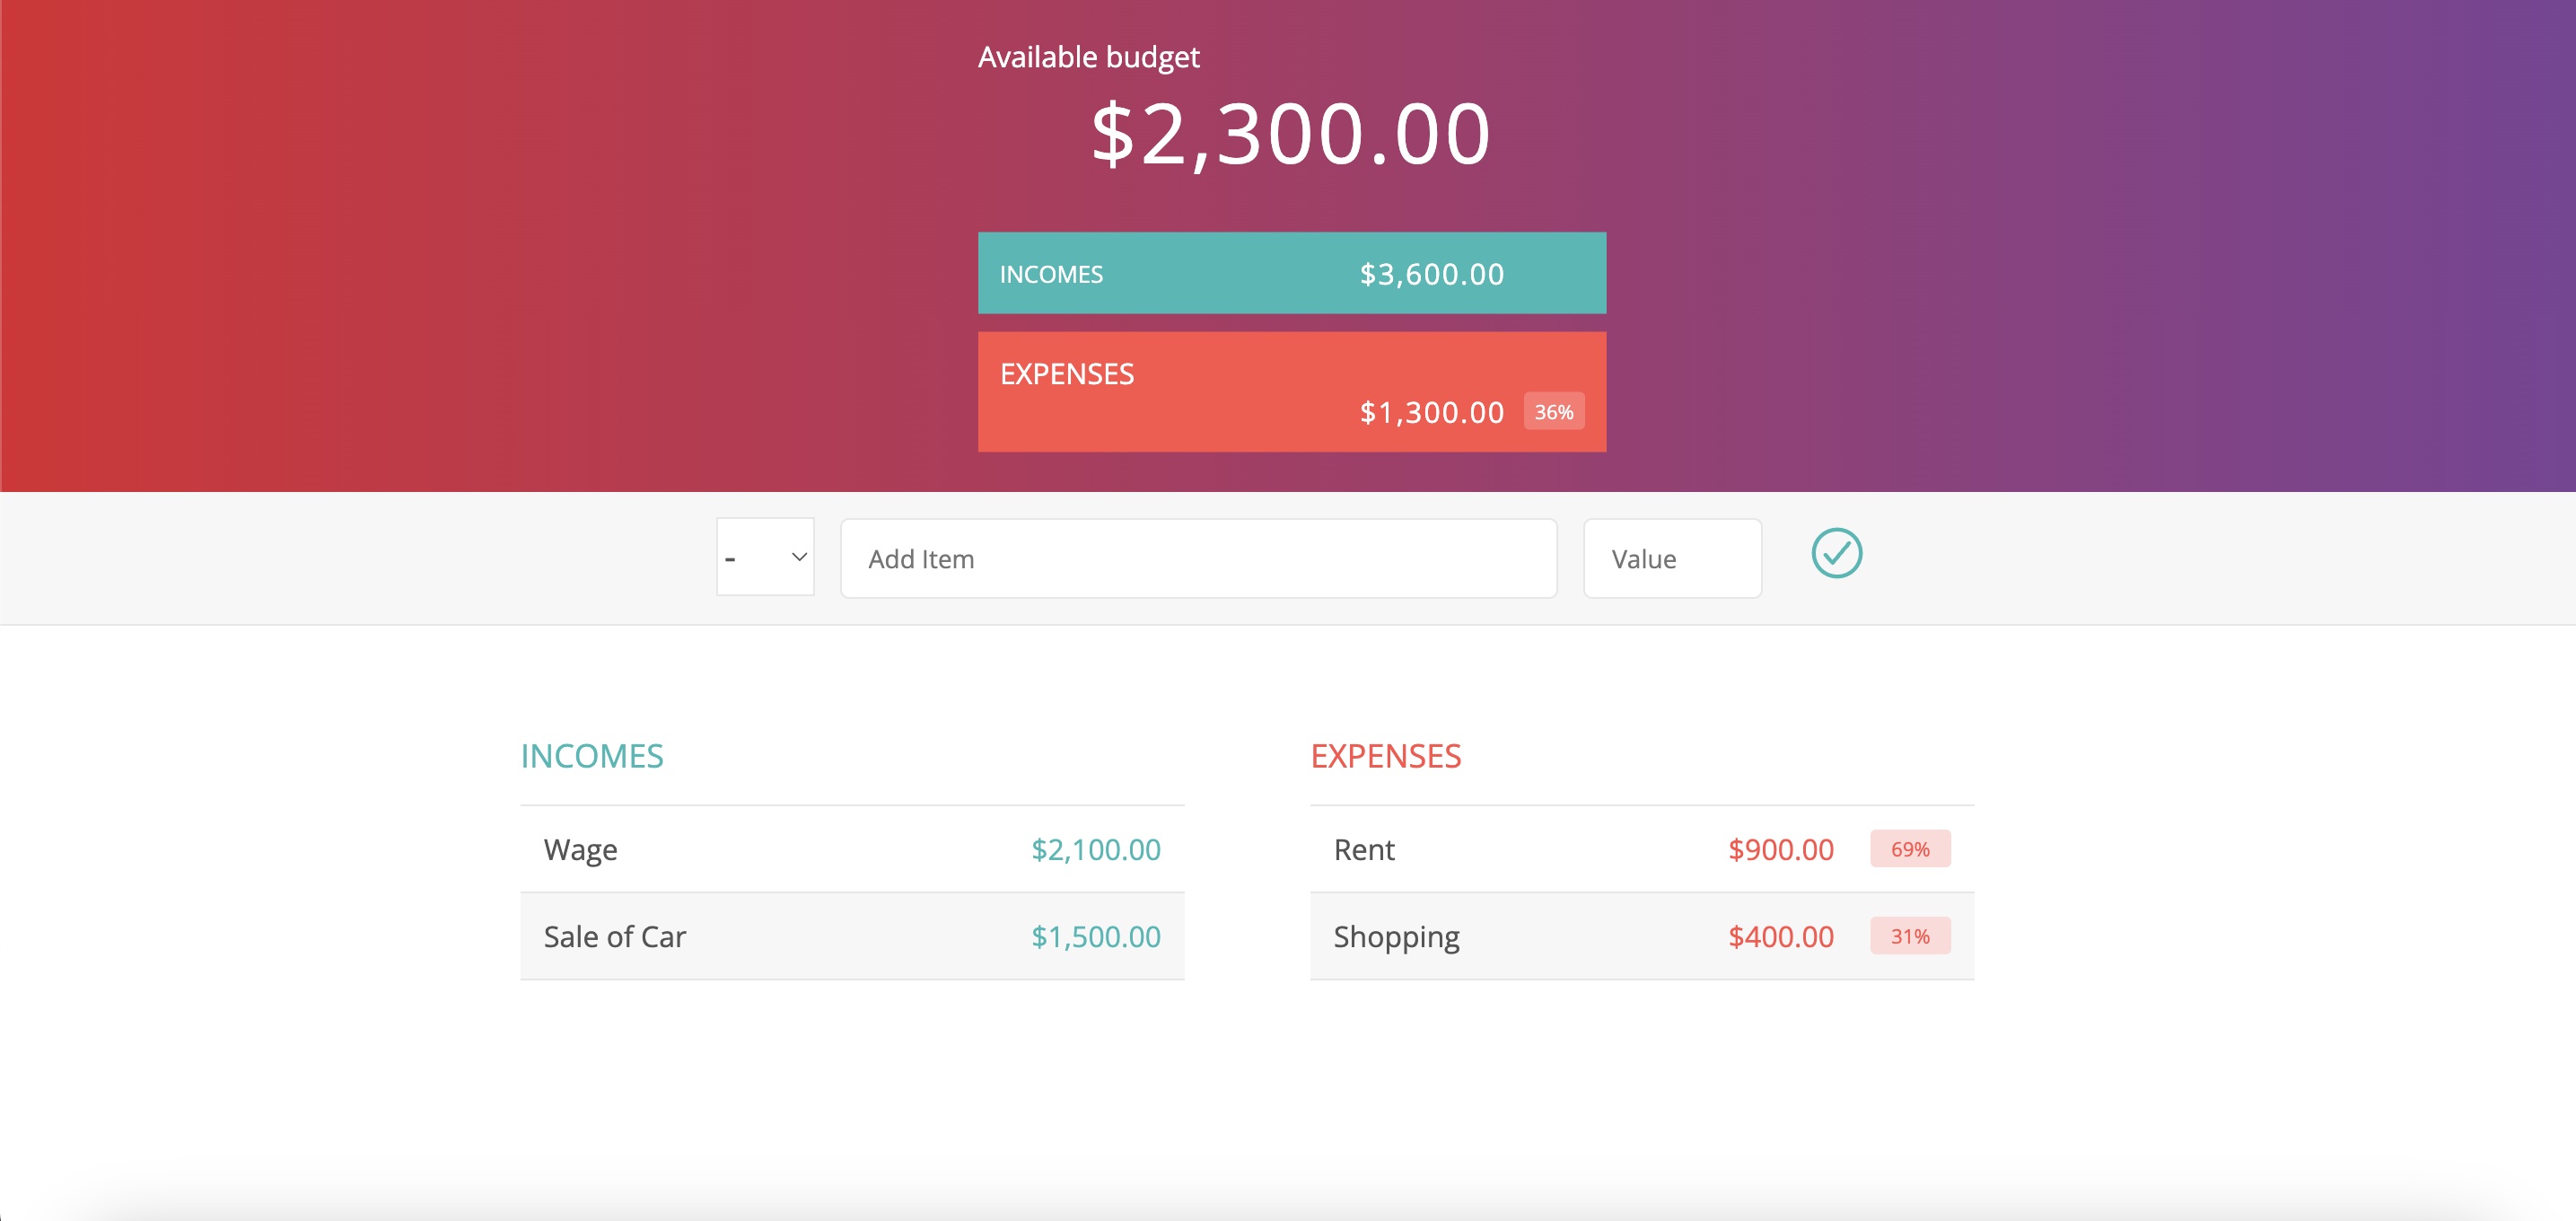 Available budget
$2,300.00
INCOMES $3,600.00
EXPENSES
$1,300.00 36%
- Add Item Value
INCOMES
Wage $2,100.00
Sale of Car $1,500.00
EXPENSES
Rent $900.00 69%
Shopping $400.00 31%